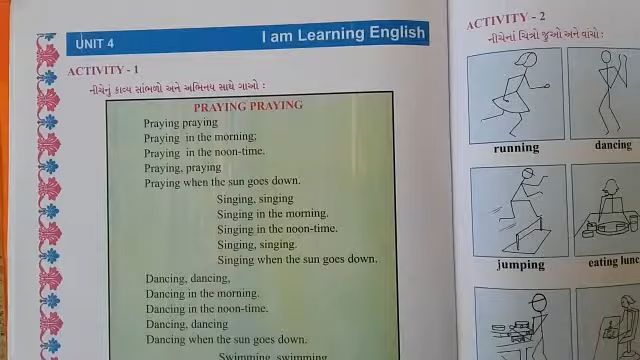 UNIT 4
I am Learning English
ACTIVITY - 1
નીચેનું કાવ્ય સાંભળો અને અભિનય સાથે ગાઓ :
PRAYING PRAYING
Praying praying
Praying in the morning;
Praying in the noon-time.
Praying, praying
Praying when the sun goes down.
Singing, singing
Singing in the morning.
Singing in the noon-time.
Singing, singing.
Singing when the sun goes down.
Dancing, dancing,
Dancing in the morning.
Dancing in the noon-time.
Dancing, dancing
Dancing when the sun goes down.
Swimming, swimming
ACTIVITY - 2
નીચેનાં ચિત્રો જુઓ અને વાંચો :
running
dancing
jumping
eating